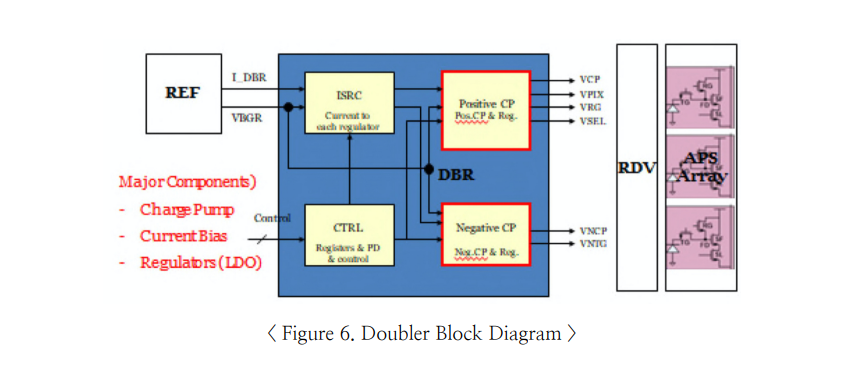 REF
I_DBR
VBGR
ISRC
Current to
each regulator
Positive CP
Pos.CP & Reg.
VCP
VPIX
VRG
VSEL
RDV
APS
Array
DBR
Major Components)
- Charge Pump
- Current Bias
- Regulators (LDO)
Control
CTRL
Registers & PD
& control
Negative CP
Neg.CP & Reg.
VNCP
VNTG
< Figure 6. Doubler Block Diagram >